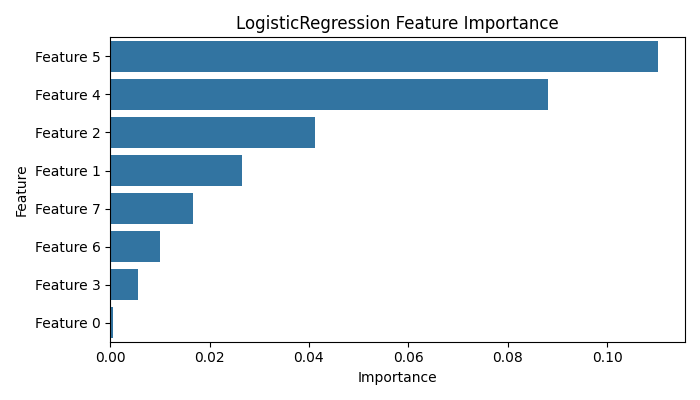 LogisticRegression Feature Importance
Feature
Feature 5
Feature 4
Feature 2
Feature 1
Feature 7
Feature 6
Feature 3
Feature 0
0.00 0.02 0.04 0.06 0.08 0.10
Importance